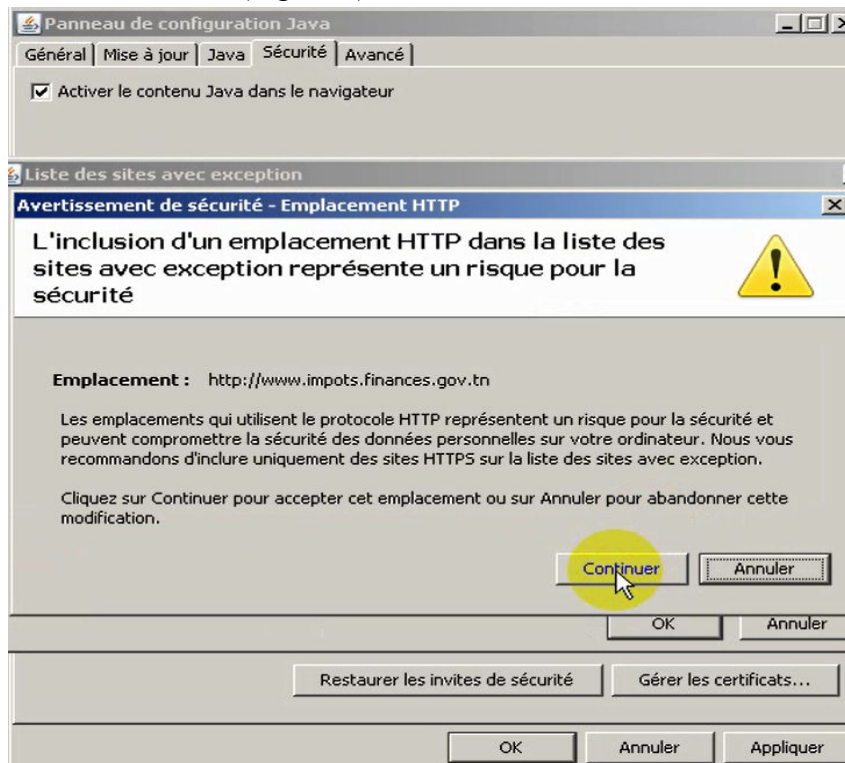 Panneau de configuration Java
Général Mise à jour Java Sécurité Avancé
Activer le contenu Java dans le navigateur
Liste des sites avec exception
Avertissement de sécurité - Emplacement HTTP
L'inclusion d'un emplacement HTTP dans la liste des
sites avec exception représente un risque pour la
sécurité
Emplacement : http://www.impots.finances.gov.tn
Les emplacements qui utilisent le protocole HTTP représentent un risque pour la sécurité et
peuvent compromettre la sécurité des données personnelles sur votre ordinateur. Nous vous
recommandons d'inclure uniquement des sites HTTPS sur la liste des sites avec exception.
Cliquez sur Continuer pour accepter cet emplacement ou sur Annuler pour abandonner cette
modification.
Continuer Annuler
OK Annuler
Restaurer les invites de sécurité Gérer les certificats...
OK Annuler Appliquer